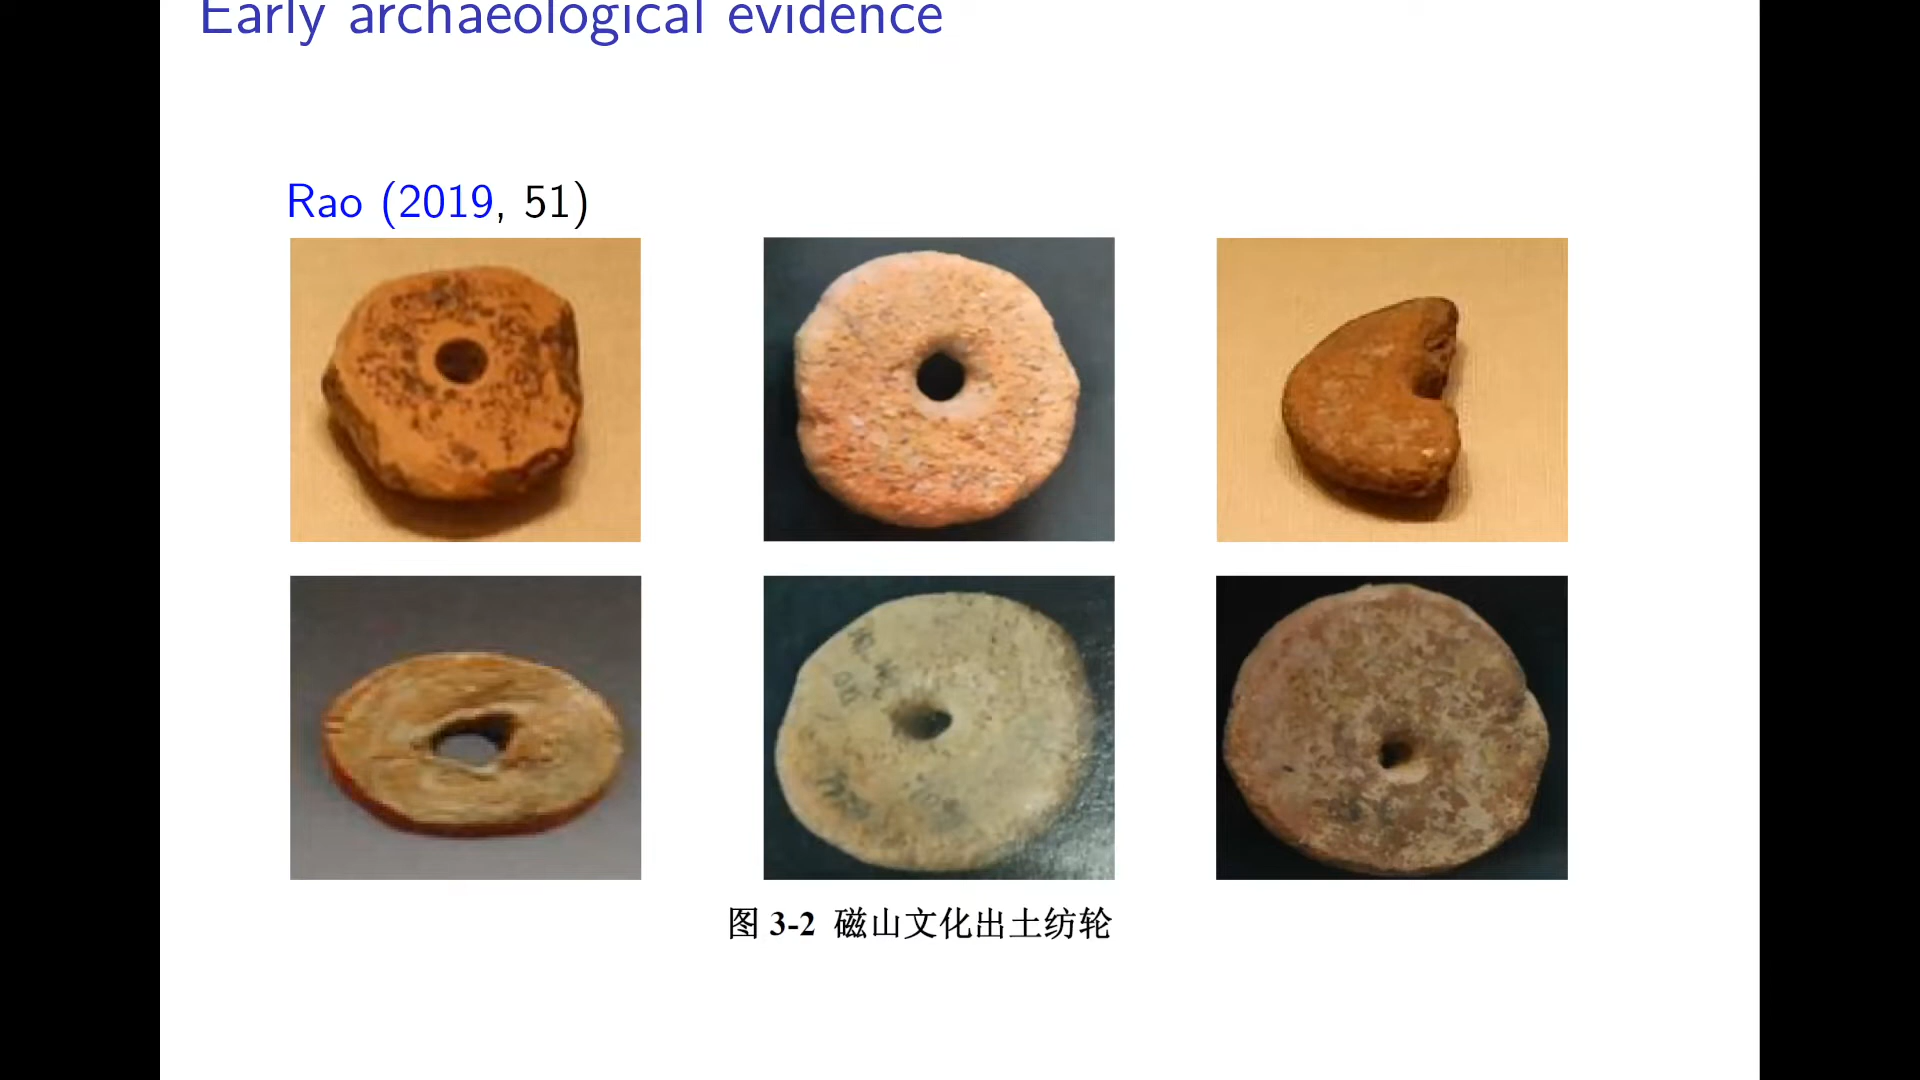 Early archaeological evidence
Rao (2019, 51)
图 3-2 磁山文化出土纺轮